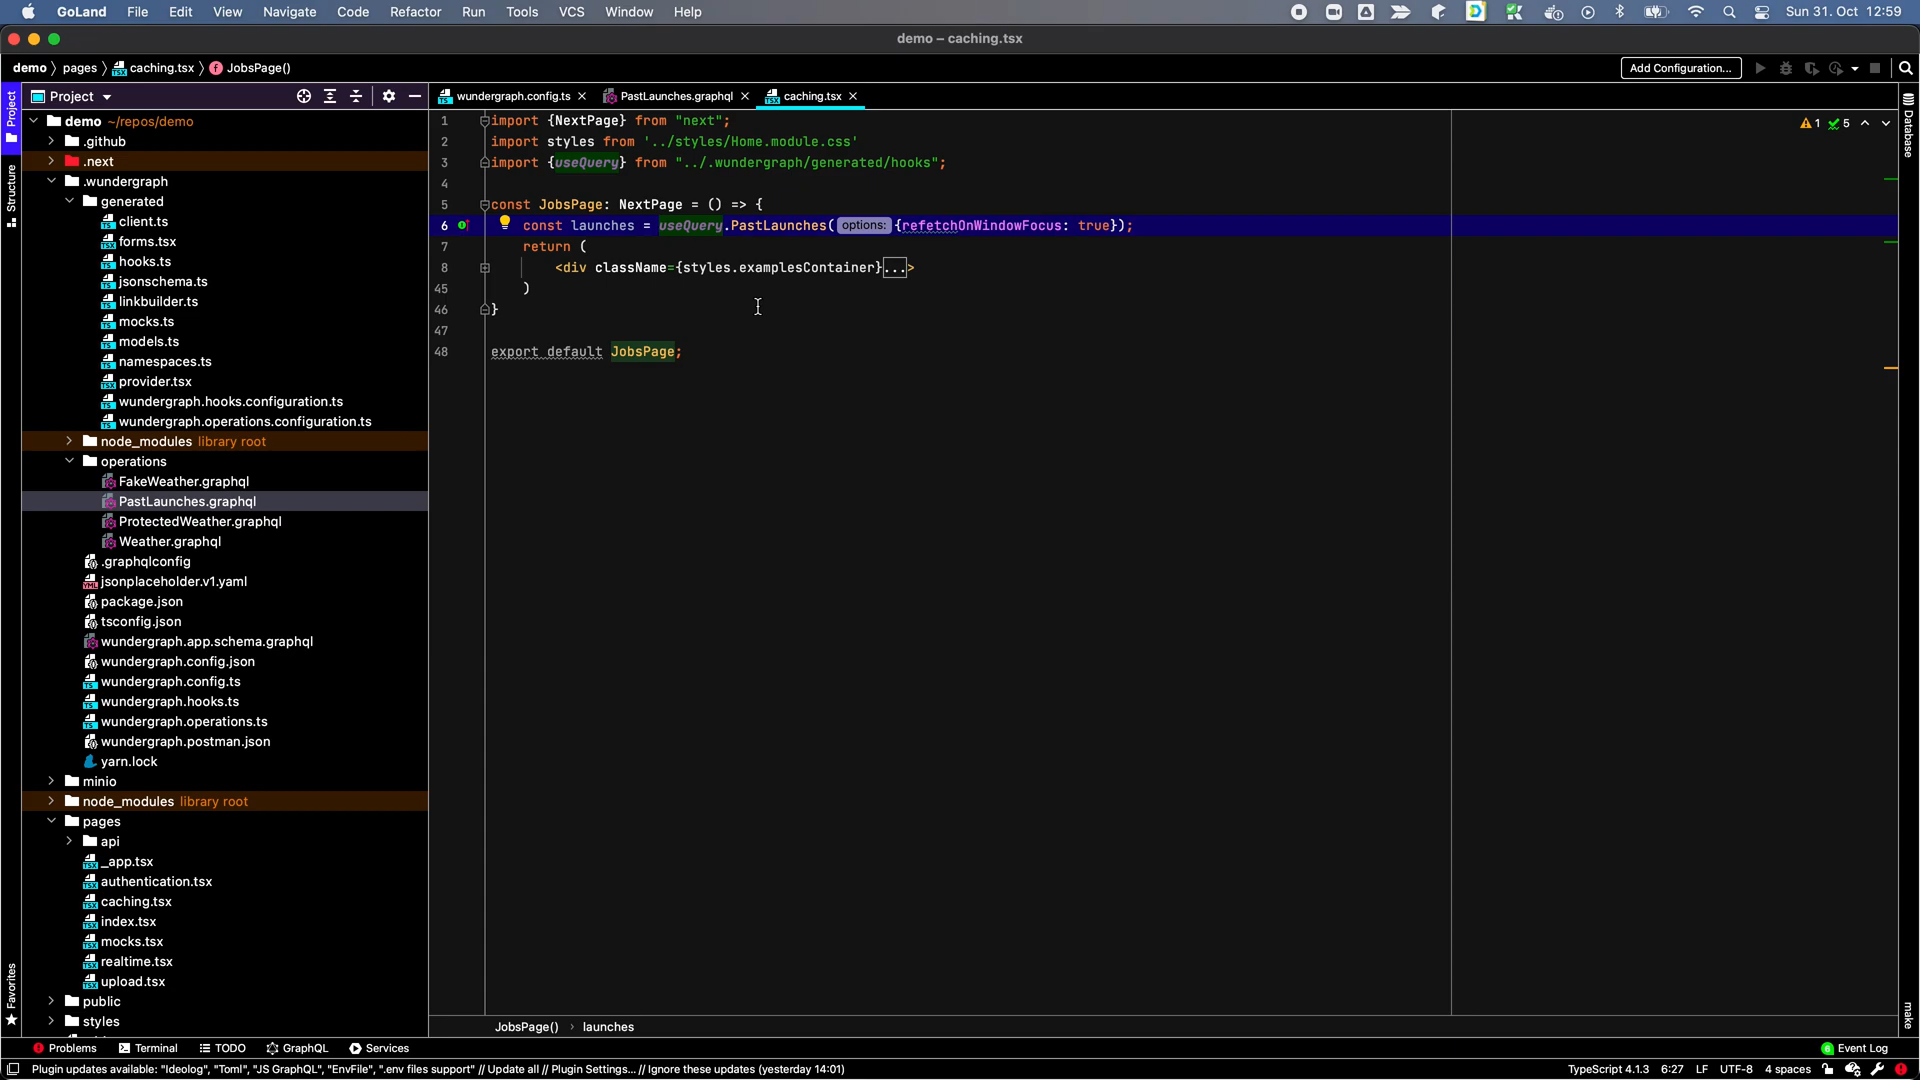 GoLand File Edit View Navigate Code Refactor Run Tools VCS Window Help Sun 31. Oct 12:59
demo – caching.tsx
demo pages caching.tsx JobsPage() Add Configuration...
Project wundergraph.config.ts PastLaunches.graphql caching.tsx
Project
Structure
Favorites
demo ~/repos/demo
.github
.next
.wundergraph
generated
client.ts
forms.tsx
hooks.ts
jsonschema.ts
linkbuilder.ts
mocks.ts
models.ts
namespaces.ts
provider.tsx
wundergraph.hooks.configuration.ts
wundergraph.operations.configuration.ts
node_modules library root
operations
FakeWeather.graphql
PastLaunches.graphql
ProtectedWeather.graphql
Weather.graphql
.graphqlconfig
jsonplaceholder.v1.yaml
package.json
tsconfig.json
wundergraph.app.schema.graphql
wundergraph.config.json
wundergraph.config.ts
wundergraph.hooks.ts
wundergraph.operations.ts
wundergraph.postman.json
yarn.lock
minio
node_modules library root
pages
api
_app.tsx
authentication.tsx
caching.tsx
index.tsx
mocks.tsx
realtime.tsx
upload.tsx
public
styles
1 import {NextPage} from "next";
2 import styles from '../styles/Home.module.css'
3 import {useQuery} from "../.wundergraph/generated/hooks";
4
5 const JobsPage: NextPage = () => {
6 const launches = useQuery.PastLaunches( options: {refetchOnWindowFocus: true});
7 return (
8 <div className={styles.examplesContainer}...>
45 )
46 }
47
48 export default JobsPage;
1 5
Database
make
JobsPage() › launches
Problems Terminal TODO GraphQL Services Event Log
Plugin updates available: "Ideolog", "Toml", "JS GraphQL", "EnvFile", ".env files support" // Update all // Plugin Settings... // Ignore these updates (yesterday 14:01) TypeScript 4.1.3 6:27 LF UTF-8 4 spaces